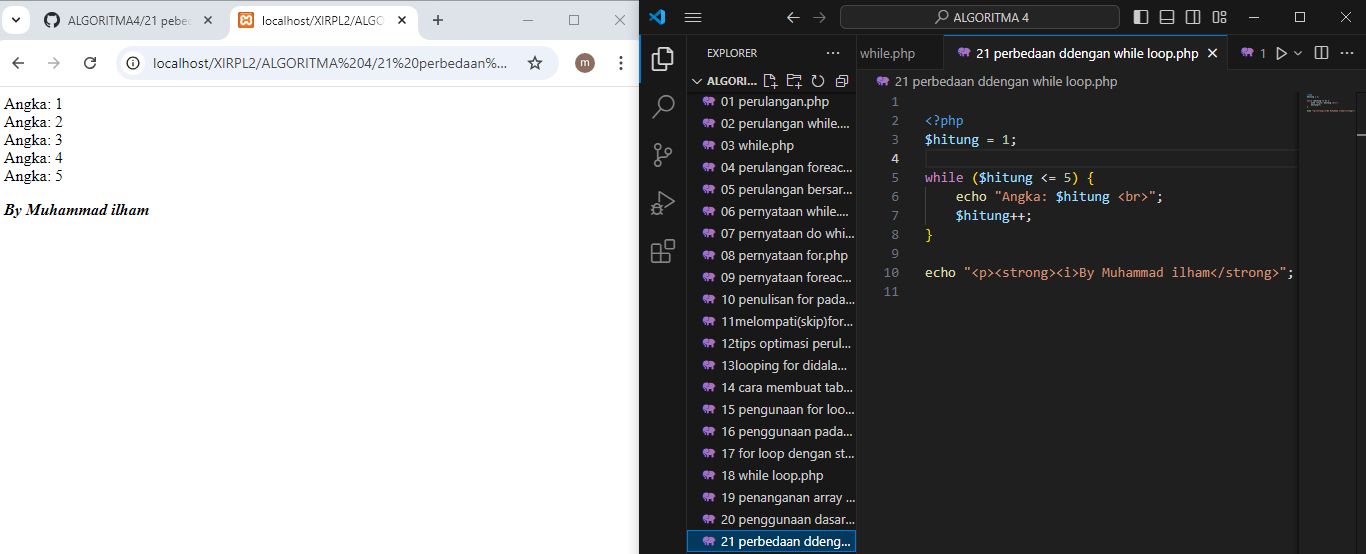 ALGORITMA4/21 pebed
localhost/XIRPL2/ALGO
localhost/XIRPL2/ALGORITMA%204/21%20perbedaan%...
m
Angka: 1
Angka: 2
Angka: 3
Angka: 4
Angka: 5
By Muhammad ilham
ALGORITMA 4
EXPLORER
ALGORI...
01 perulangan.php
02 perulangan while....
03 while.php
04 perulangan foreac...
05 perulangan bersar...
06 pernyataan while....
07 pernyataan do whi...
08 pernyataan for.php
09 pernyataan foreac...
10 penulisan for pada...
11melompati(skip)for...
12tips optimasi perul...
13looping for didala...
14 cara membuat tab...
15 pengunaan for loo...
16 penggunaan pada...
17 for loop dengan st...
18 while loop.php
19 penanganan array ...
20 penggunaan dasar...
21 perbedaan ddeng...
while.php
21 perbedaan ddengan while loop.php
1
21 perbedaan ddengan while loop.php
1
2 <?php
3 $hitung = 1;
4
5 while ($hitung <= 5) {
6 echo "Angka: $hitung <br>";
7 $hitung++;
8 }
9
10 echo "<p><strong><i>By Muhammad ilham</strong>";
11